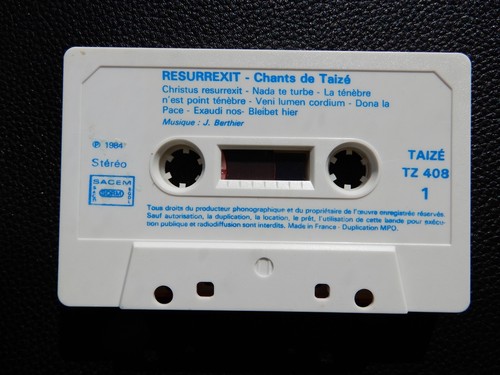 RESURREXIT - Chants de Taizé
Christus resurrexit - Nada te turbe - La ténèbre
n'est point ténèbre - Veni lumen cordium - Dona la
Pace - Exaudi nos- Bleibet hier
Musique : J. Berthier
℗ 1984
Stéréo
SACEM
SDRM
TAIZÉ
TZ 408
1
Tous droits du producteur phonographique et du propriétaire de l'œuvre enregistrée réservés.
Sauf autorisation, la duplication, la location, le prêt, l'utilisation de cette bande pour exécu-
tion publique et radiodiffusion sont interdits. Made in France - Duplication MPO.